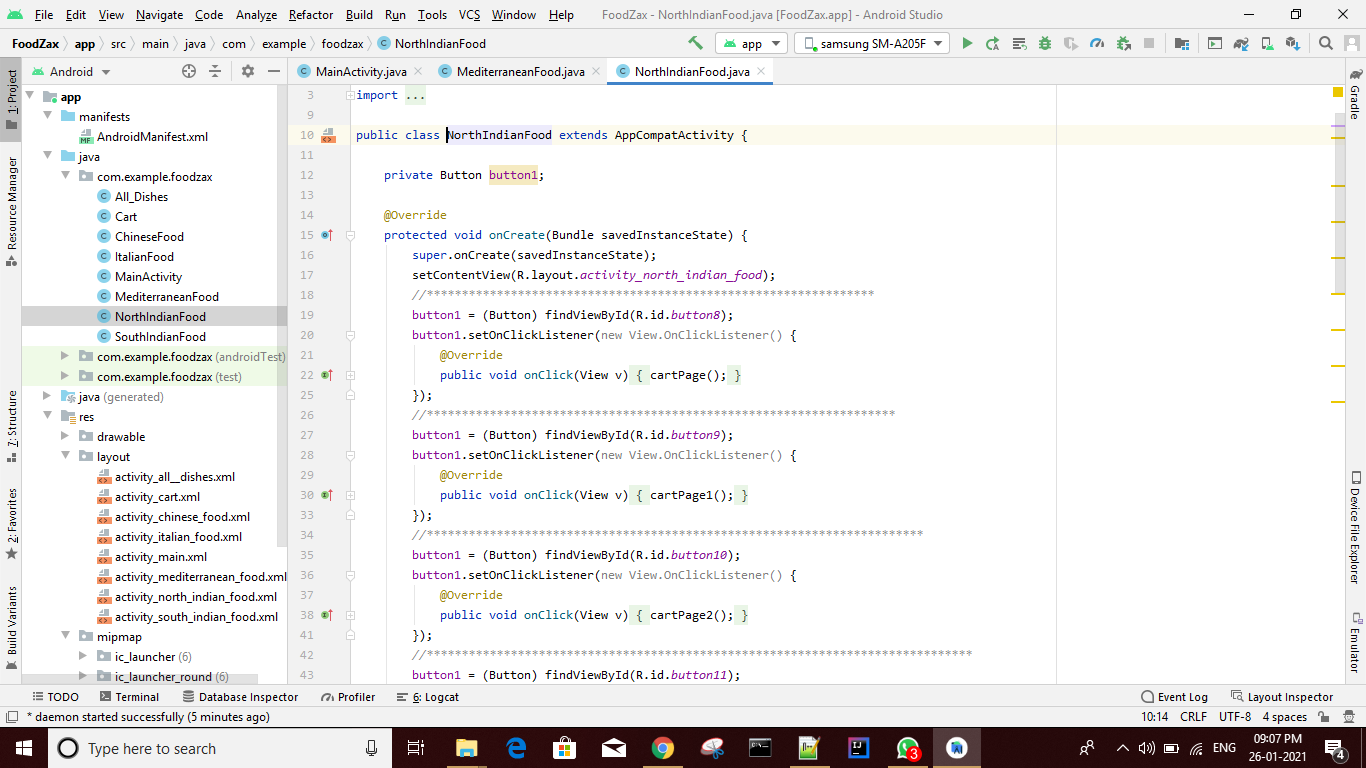 File Edit View Navigate Code Analyze Refactor Build Run Tools VCS Window Help FoodZax - NorthIndianFood.java [FoodZax.app] - Android Studio
FoodZax app src main java com example foodzax NorthIndianFood app samsung SM-A205F
Android
MainActivity.java MediterraneanFood.java NorthIndianFood.java
1: Project
Resource Manager
7: Structure
2: Favorites
Build Variants
app
manifests
AndroidManifest.xml
java
com.example.foodzax
All_Dishes
Cart
ChineseFood
ItalianFood
MainActivity
MediterraneanFood
NorthIndianFood
SouthIndianFood
com.example.foodzax (androidTest)
com.example.foodzax (test)
java (generated)
res
drawable
layout
activity_all__dishes.xml
activity_cart.xml
activity_chinese_food.xml
activity_italian_food.xml
activity_main.xml
activity_mediterranean_food.xml
activity_north_indian_food.xml
activity_south_indian_food.xml
mipmap
ic_launcher (6)
ic_launcher_round (6)
3 import ...
9
10 public class NorthIndianFood extends AppCompatActivity {
11
12 private Button button1;
13
14 @Override
15 protected void onCreate(Bundle savedInstanceState) {
16 super.onCreate(savedInstanceState);
17 setContentView(R.layout.activity_north_indian_food);
18 //****************************************************************
19 button1 = (Button) findViewById(R.id.button8);
20 button1.setOnClickListener(new View.OnClickListener() {
21 @Override
22 public void onClick(View v) { cartPage(); }
25 });
26 //*******************************************************************
27 button1 = (Button) findViewById(R.id.button9);
28 button1.setOnClickListener(new View.OnClickListener() {
29 @Override
30 public void onClick(View v) { cartPage1(); }
33 });
34 //***********************************************************************
35 button1 = (Button) findViewById(R.id.button10);
36 button1.setOnClickListener(new View.OnClickListener() {
37 @Override
38 public void onClick(View v) { cartPage2(); }
41 });
42 //******************************************************************************
43 button1 = (Button) findViewById(R.id.button11);
Gradle
Device File Explorer
Emulator
TODO Terminal Database Inspector Profiler 6: Logcat Event Log Layout Inspector
* daemon started successfully (5 minutes ago) 10:14 CRLF UTF-8 4 spaces
Type here to search 3 ENG 09:07 PM
26-01-2021 4